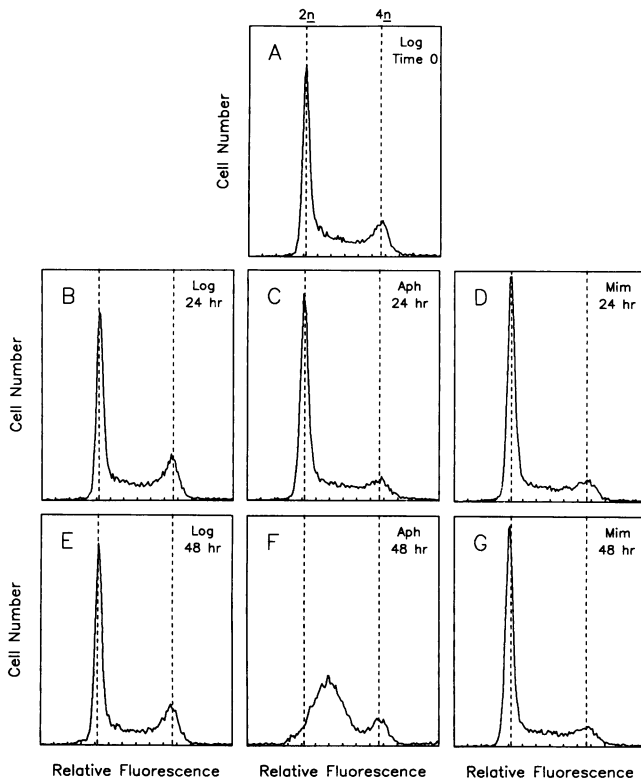 2n 4n
A
Log
Time 0
Cell Number
B
Log
24 hr
C
Aph
24 hr
D
Mim
24 hr
Cell Number
E
Log
48 hr
F
Aph
48 hr
G
Mim
48 hr
Cell Number
Relative Fluorescence
Relative Fluorescence
Relative Fluorescence